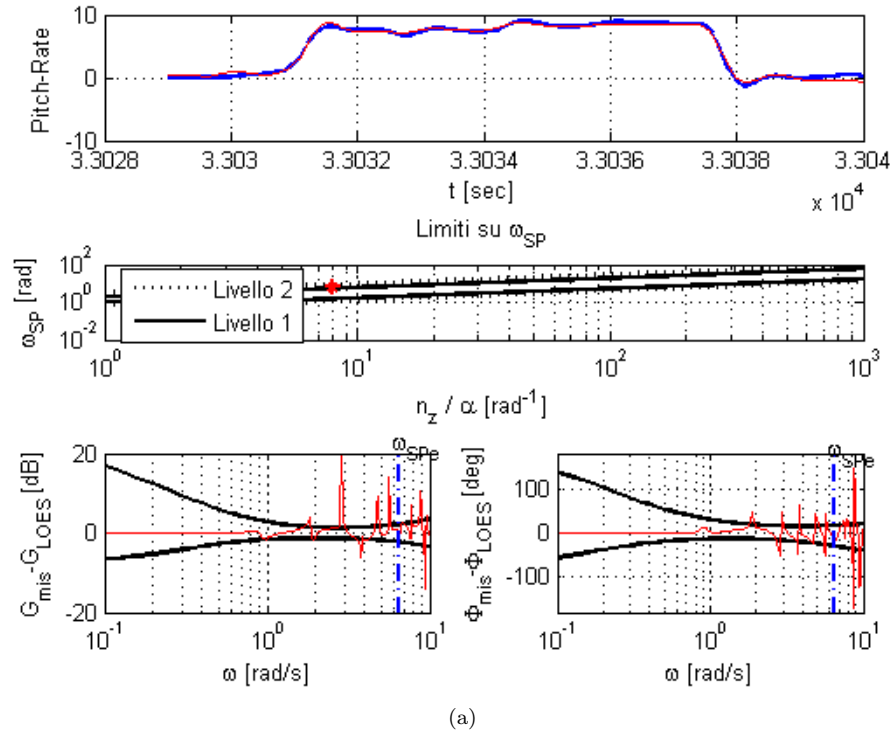 10
0
-10
Pitch-Rate
3.3028 3.303 3.3032 3.3034 3.3036 3.3038 3.304
t [sec]
x 10^4
Limiti su ω_SP
10^2
10^0
10^-2
ω_SP [rad]
Livello 2
Livello 1
10^0 10^1 10^2 10^3
n_z / α [rad^-1]
20
0
-20
G_mis-G_LOES [dB]
ω_SPe
10^-1 10^0 10^1
ω [rad/s]
100
0
-100
Φ_mis-Φ_LOES [deg]
ω_SPe
10^-1 10^0 10^1
ω [rad/s]
(a)